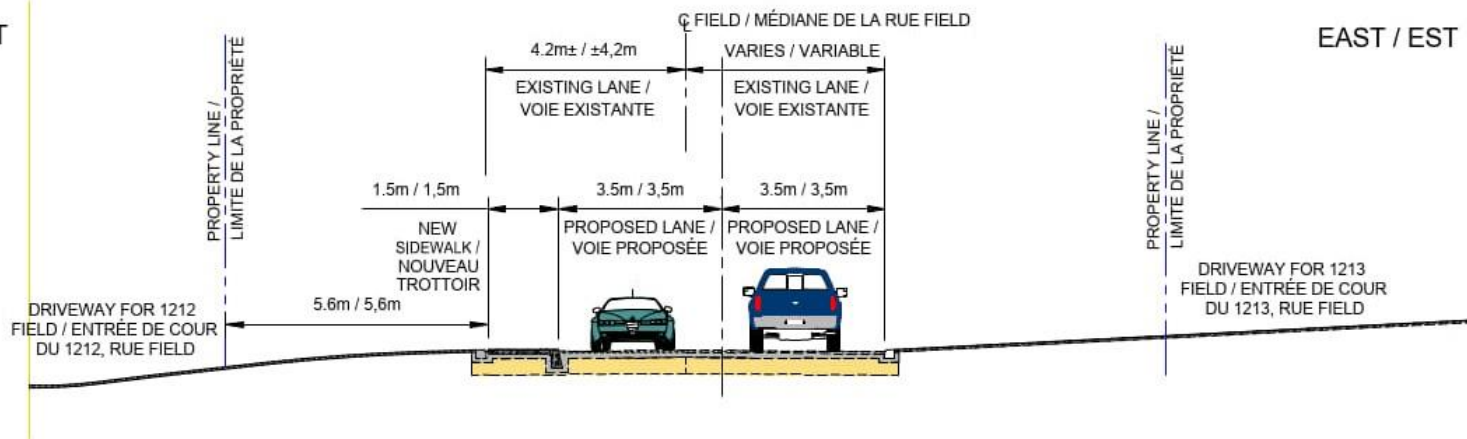 T
℄ FIELD / MÉDIANE DE LA RUE FIELD
EAST / EST
4.2m± / ±4,2m
VARIES / VARIABLE
EXISTING LANE /
VOIE EXISTANTE
EXISTING LANE /
VOIE EXISTANTE
PROPERTY LINE /
LIMITE DE LA PROPRIÉTÉ
PROPERTY LINE /
LIMITE DE LA PROPRIÉTÉ
1.5m / 1,5m
3.5m / 3,5m
3.5m / 3,5m
NEW
SIDEWALK /
NOUVEAU
TROTTOIR
PROPOSED LANE /
VOIE PROPOSÉE
PROPOSED LANE /
VOIE PROPOSÉE
5.6m / 5,6m
DRIVEWAY FOR 1212
FIELD / ENTRÉE DE COUR
DU 1212, RUE FIELD
DRIVEWAY FOR 1213
FIELD / ENTRÉE DE COUR
DU 1213, RUE FIELD